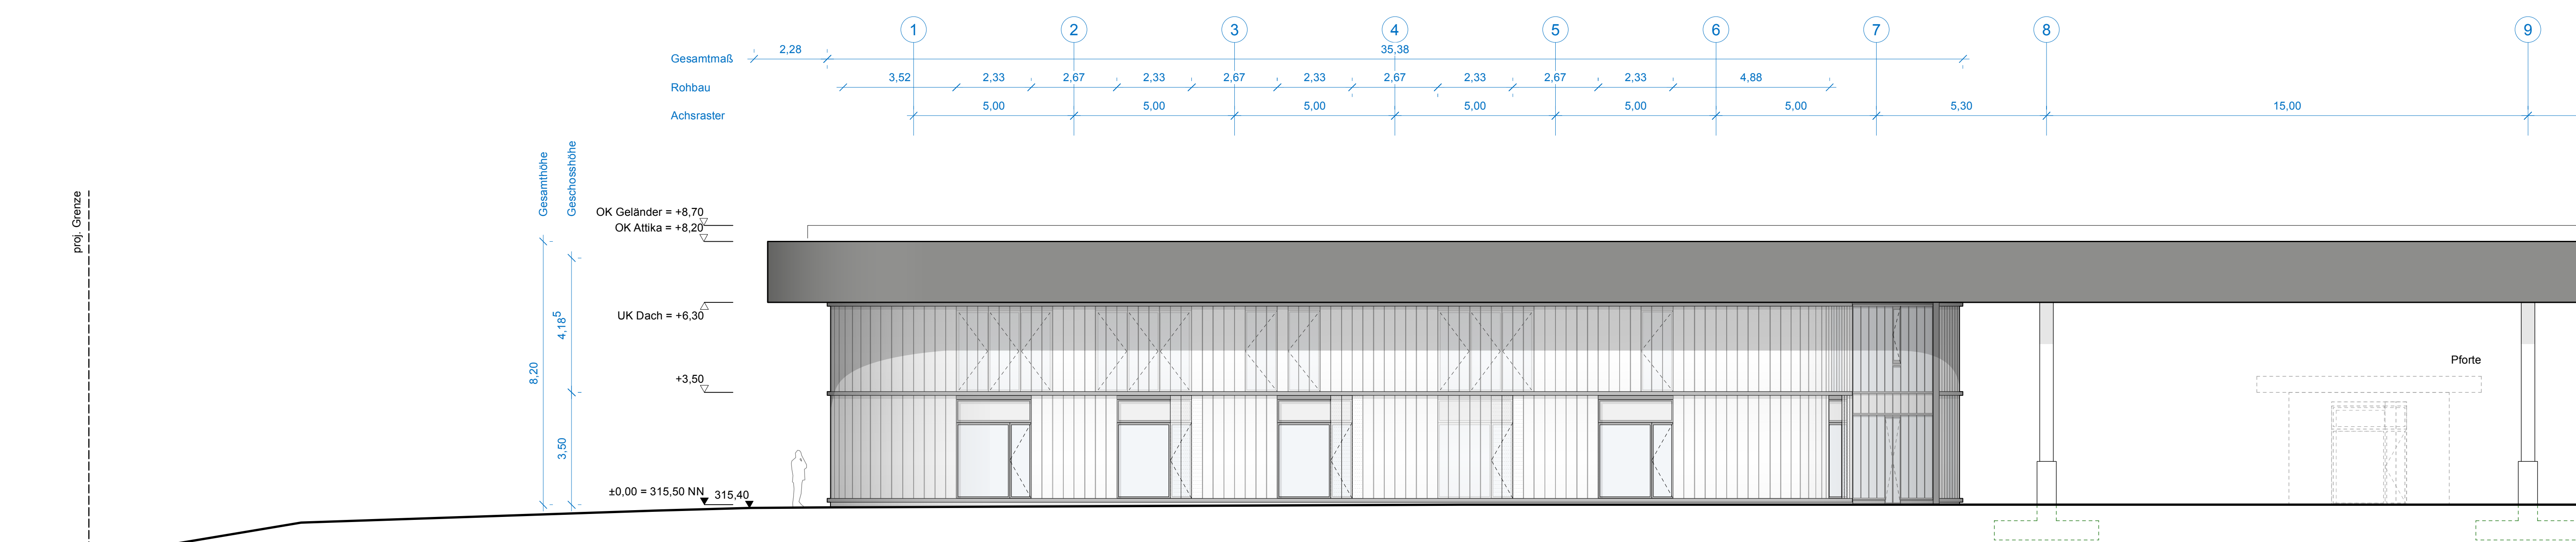 1 2 3 4 5 6 7 8 9
Gesamtmaß 2,28 35,38
Rohbau 3,52 2,33 2,67 2,33 2,67 2,33 2,67 2,33 2,67 2,33 4,88
Achsraster 5,00 5,00 5,00 5,00 5,00 5,00 5,30 15,00
proj. Grenze
Gesamthöhe
Geschosshöhe
8,20
4,18⁵
3,50
OK Geländer = +8,70
OK Attika = +8,20
UK Dach = +6,30
+3,50
±0,00 = 315,50 NN
315,40
Pforte